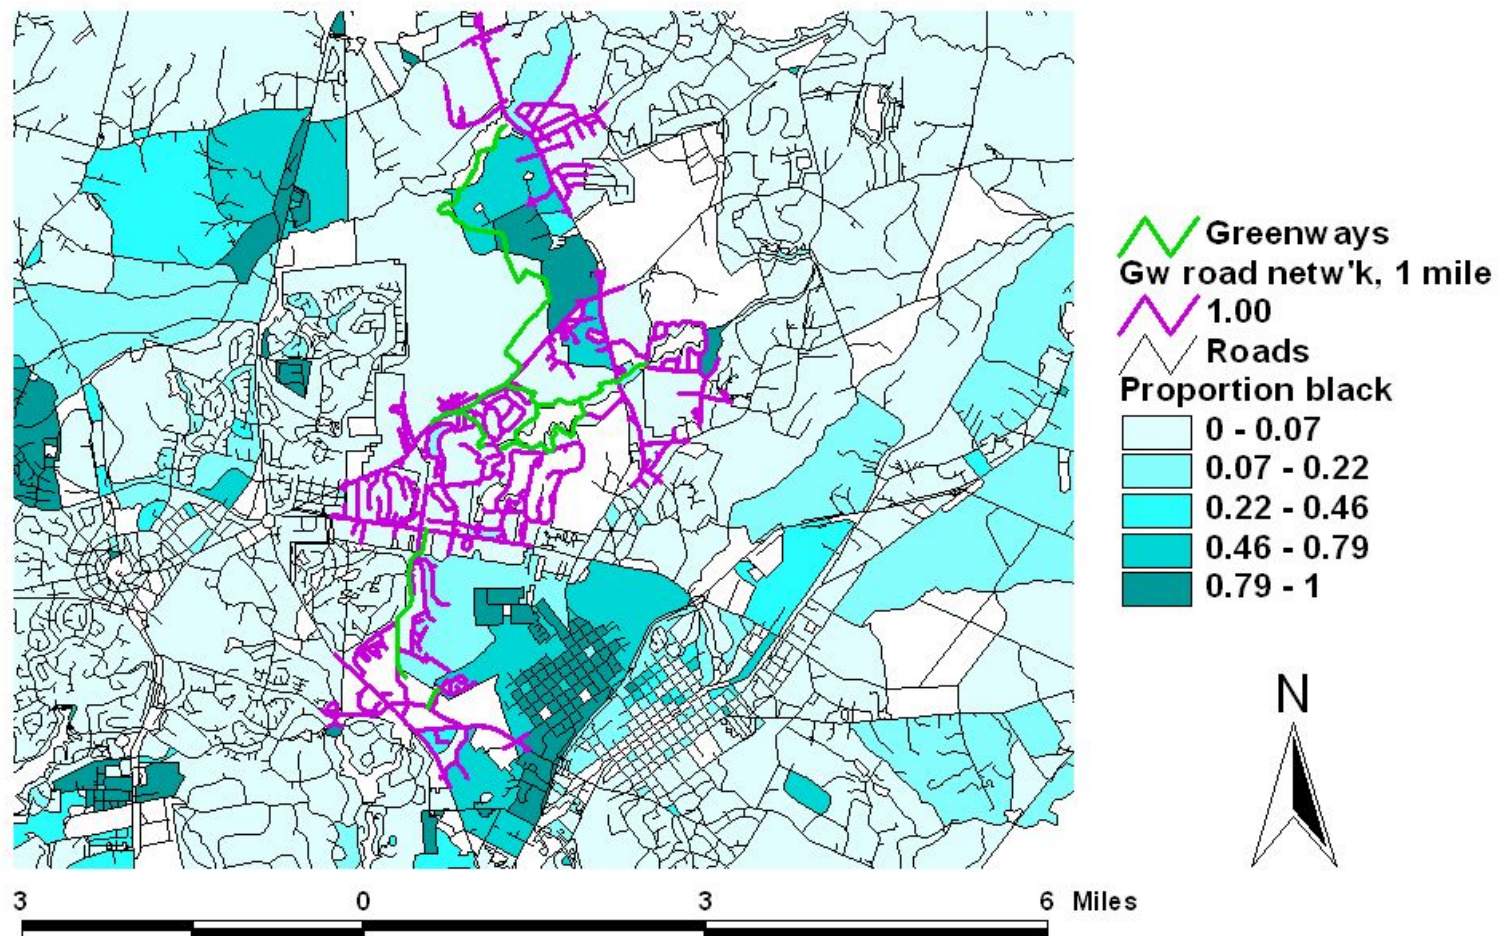 Greenways
Gw road netw'k, 1 mile
1.00
Roads
Proportion black
0 - 0.07
0.07 - 0.22
0.22 - 0.46
0.46 - 0.79
0.79 - 1
N
3 0 3 6 Miles